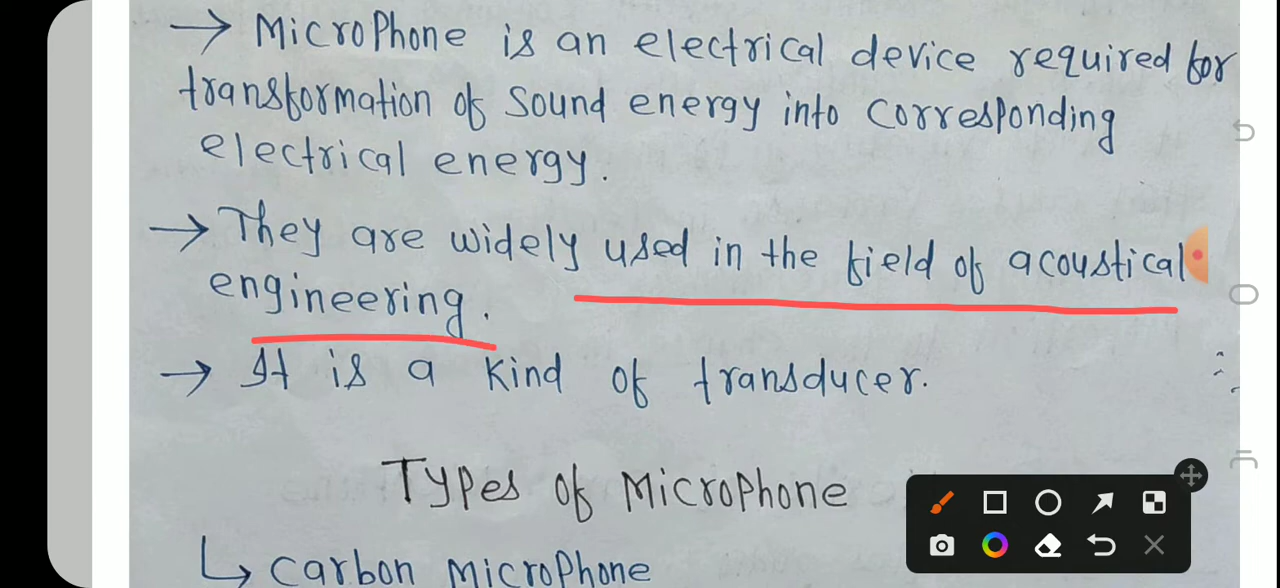 → Microphone is an electrical device required for
transformation of sound energy into corresponding
electrical energy.
→ They are widely used in the field of acoustical
engineering.
→ It is a kind of transducer.
Types of Microphone
↳ carbon microphone